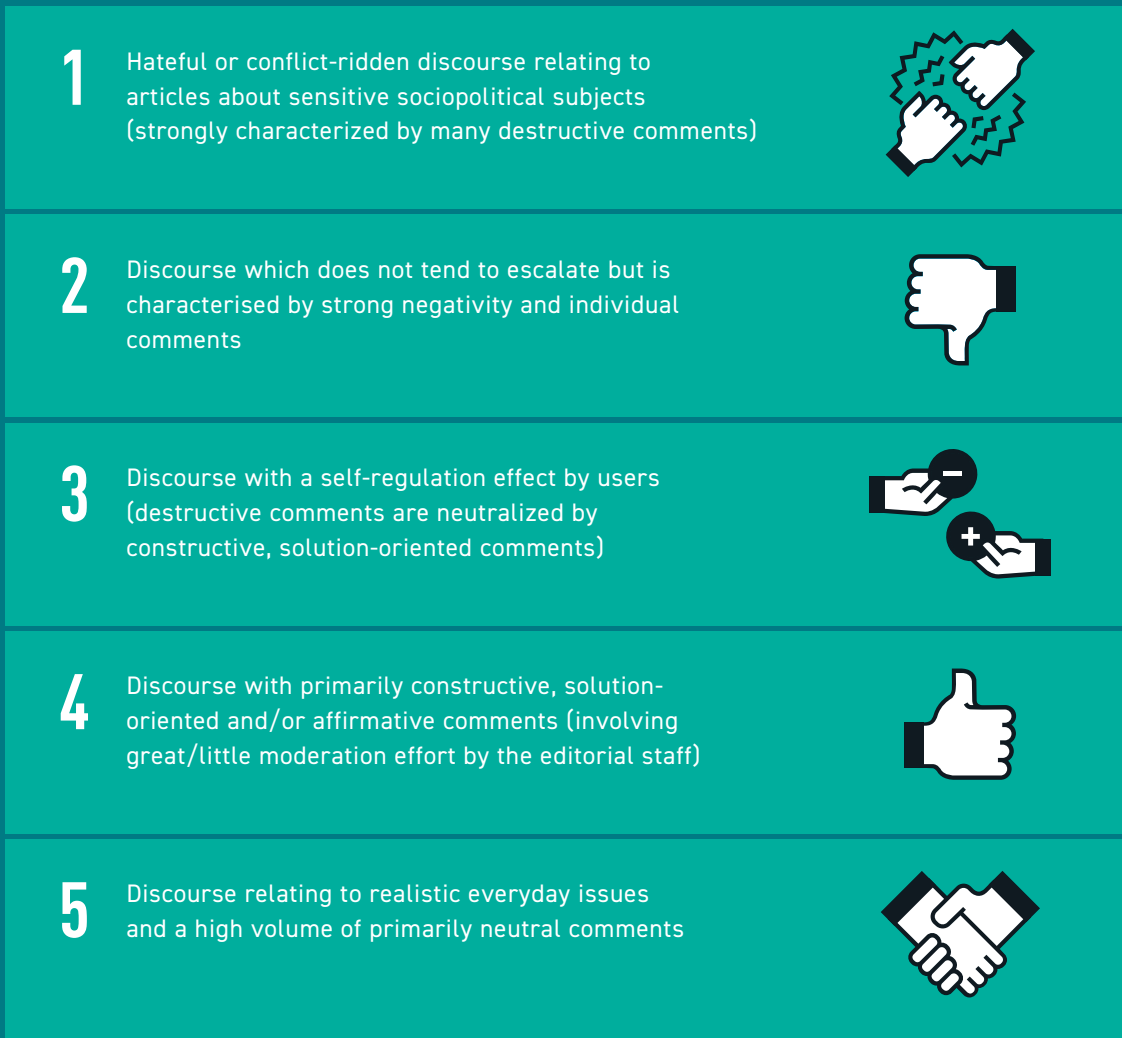 1
Hateful or conflict-ridden discourse relating to
articles about sensitive sociopolitical subjects
(strongly characterized by many destructive comments)
2
Discourse which does not tend to escalate but is
characterised by strong negativity and individual
comments
3
Discourse with a self-regulation effect by users
(destructive comments are neutralized by
constructive, solution-oriented comments)
4
Discourse with primarily constructive, solution-
oriented and/or affirmative comments (involving
great/little moderation effort by the editorial staff)
5
Discourse relating to realistic everyday issues
and a high volume of primarily neutral comments